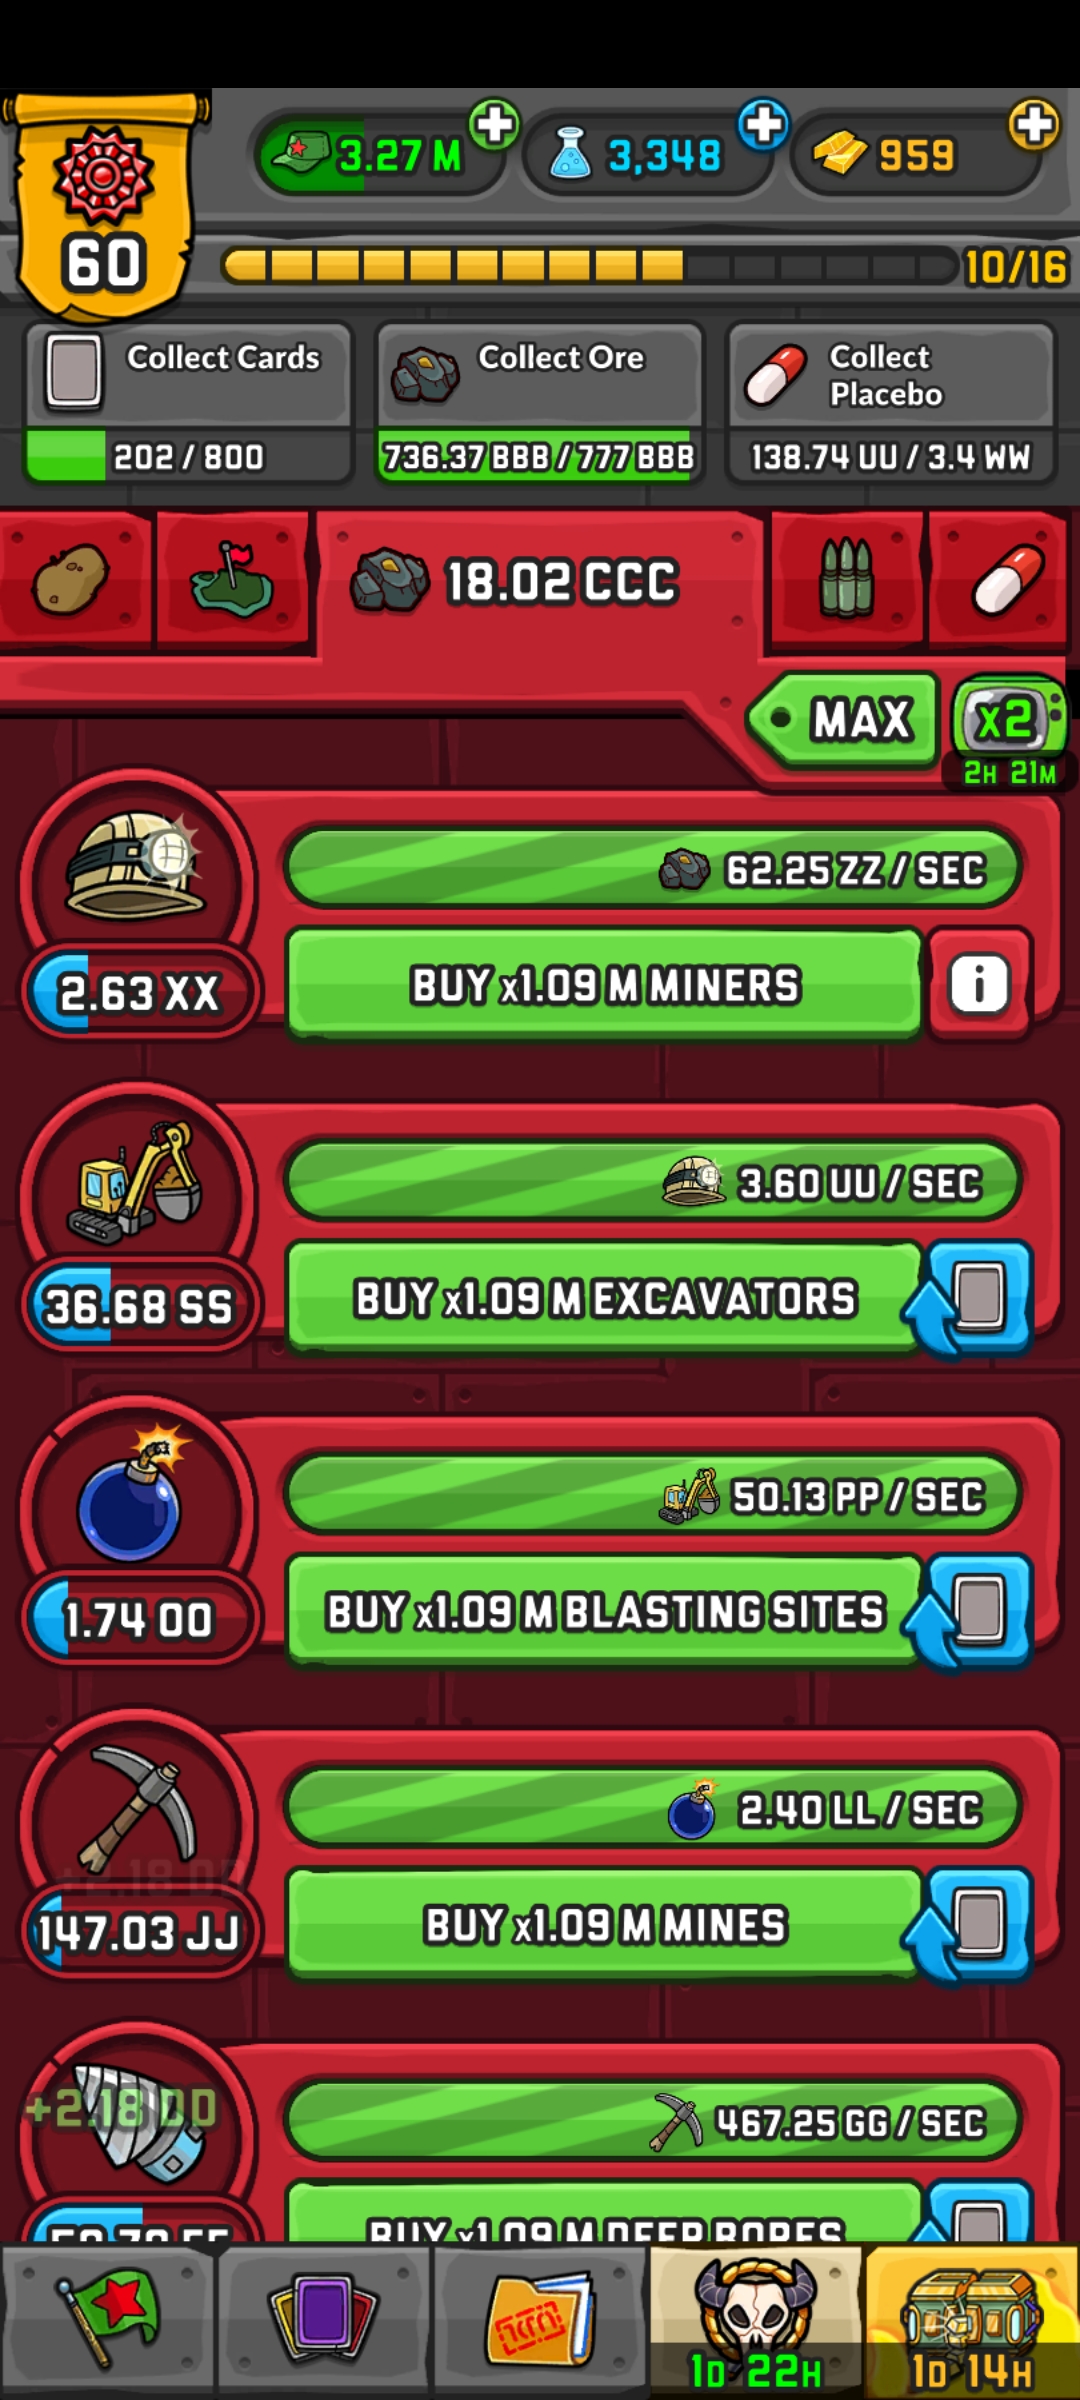 3.27 M
3,348
959
60
10/16
Collect Cards
202 / 800
Collect Ore
736.37 BBB / 777 BBB
Collect
Placebo
138.74 UU / 3.4 WW
18.02 CCC
MAX
x2
2H 21M
62.25 ZZ / SEC
2.63 XX
BUY x1.09 M MINERS
i
3.60 UU / SEC
36.68 SS
BUY x1.09 M EXCAVATORS
50.13 PP / SEC
1.74 OO
BUY x1.09 M BLASTING SITES
2.40 LL / SEC
+2.18 DD
147.03 JJ
BUY x1.09 M MINES
+2.18 DD
467.25 GG / SEC
BUY x1.09 M DEEP BORES
1D 22H
1D 14H